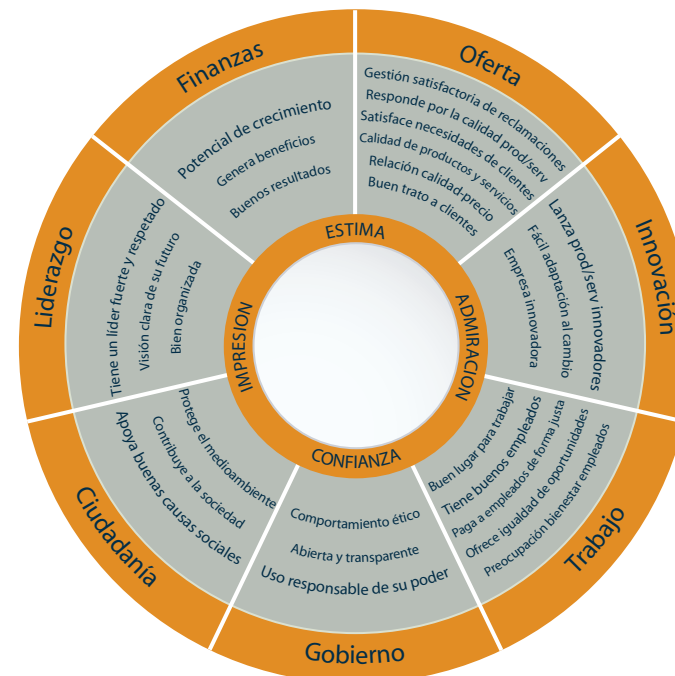 Finanzas
Potencial de crecimiento
Genera beneficios
Buenos resultados
Oferta
Gestión satisfactoria de reclamaciones
Responde por la calidad prod/serv
Satisface necesidades de clientes
Calidad de productos y servicios
Relación calidad-precio
Buen trato a clientes
Innovación
Lanza prod/serv innovadores
Fácil adaptación al cambio
Empresa innovadora
Trabajo
Buen lugar para trabajar
Tiene buenos empleados
Paga a empleados de forma justa
Ofrece igualdad de oportunidades
Preocupación bienestar empleados
Gobierno
Comportamiento ético
Abierta y transparente
Uso responsable de su poder
Ciudadanía
Protege el medioambiente
Contribuye a la sociedad
Apoya buenas causas sociales
Liderazgo
Tiene un líder fuerte y respetado
Visión clara de su futuro
Bien organizada
ESTIMA
ADMIRACION
CONFIANZA
IMPRESION